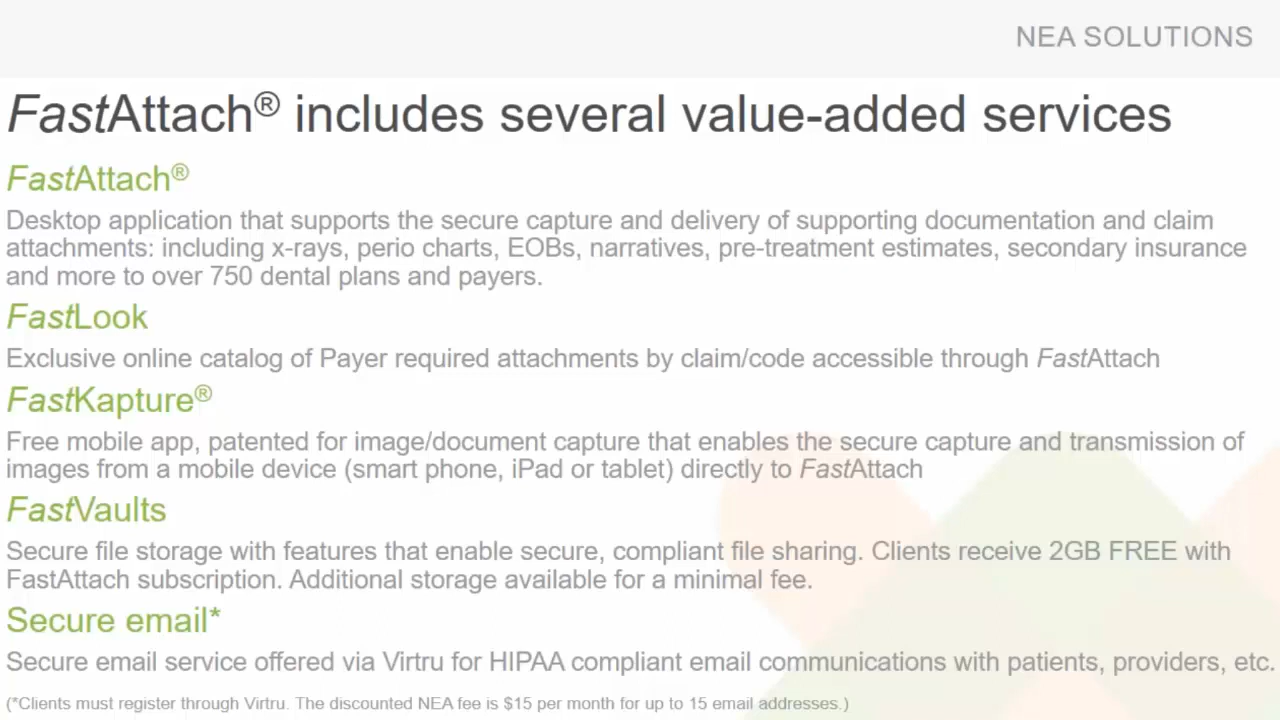 NEA SOLUTIONS
FastAttach® includes several value-added services
FastAttach®
Desktop application that supports the secure capture and delivery of supporting documentation and claim
attachments: including x-rays, perio charts, EOBs, narratives, pre-treatment estimates, secondary insurance
and more to over 750 dental plans and payers.
FastLook
Exclusive online catalog of Payer required attachments by claim/code accessible through FastAttach
FastKapture®
Free mobile app, patented for image/document capture that enables the secure capture and transmission of
images from a mobile device (smart phone, iPad or tablet) directly to FastAttach
FastVaults
Secure file storage with features that enable secure, compliant file sharing. Clients receive 2GB FREE with
FastAttach subscription. Additional storage available for a minimal fee.
Secure email*
Secure email service offered via Virtru for HIPAA compliant email communications with patients, providers, etc.
(*Clients must register through Virtru. The discounted NEA fee is $15 per month for up to 15 email addresses.)